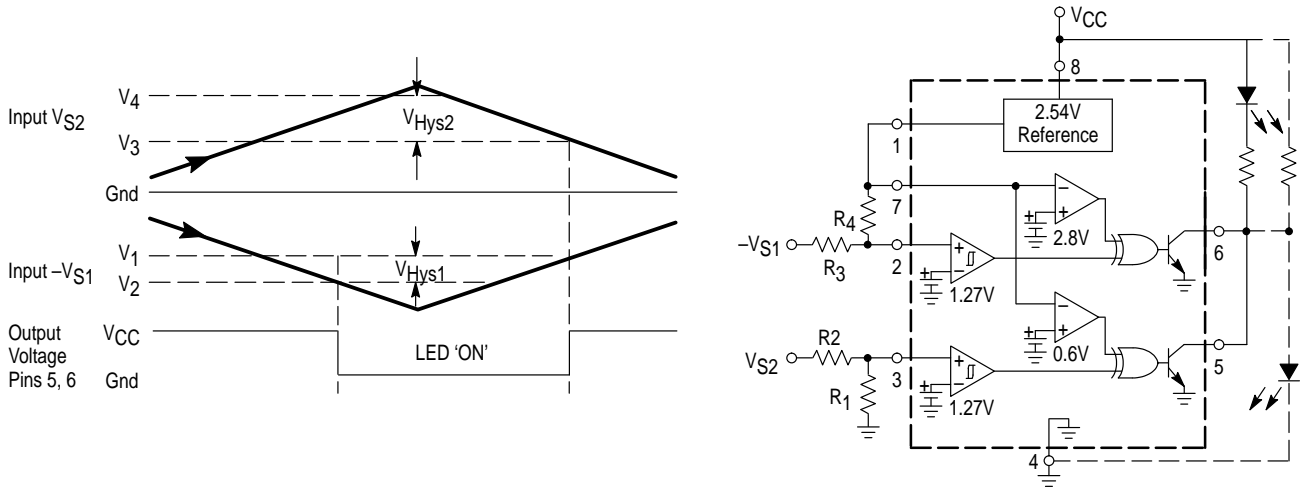 Input VS2
V4
V3
VHys2
Gnd
Input –VS1
V1
V2
VHys1
Output
Voltage
Pins 5, 6
VCC
Gnd
LED ‘ON’
VCC
8
2.54V
Reference
1
7
R4
–VS1
R3
2
+
–
1.27V
–
+
+
2.8V
6
VS2
R2
3
R1
+
–
+
1.27V
–
+
+
0.6V
5
4